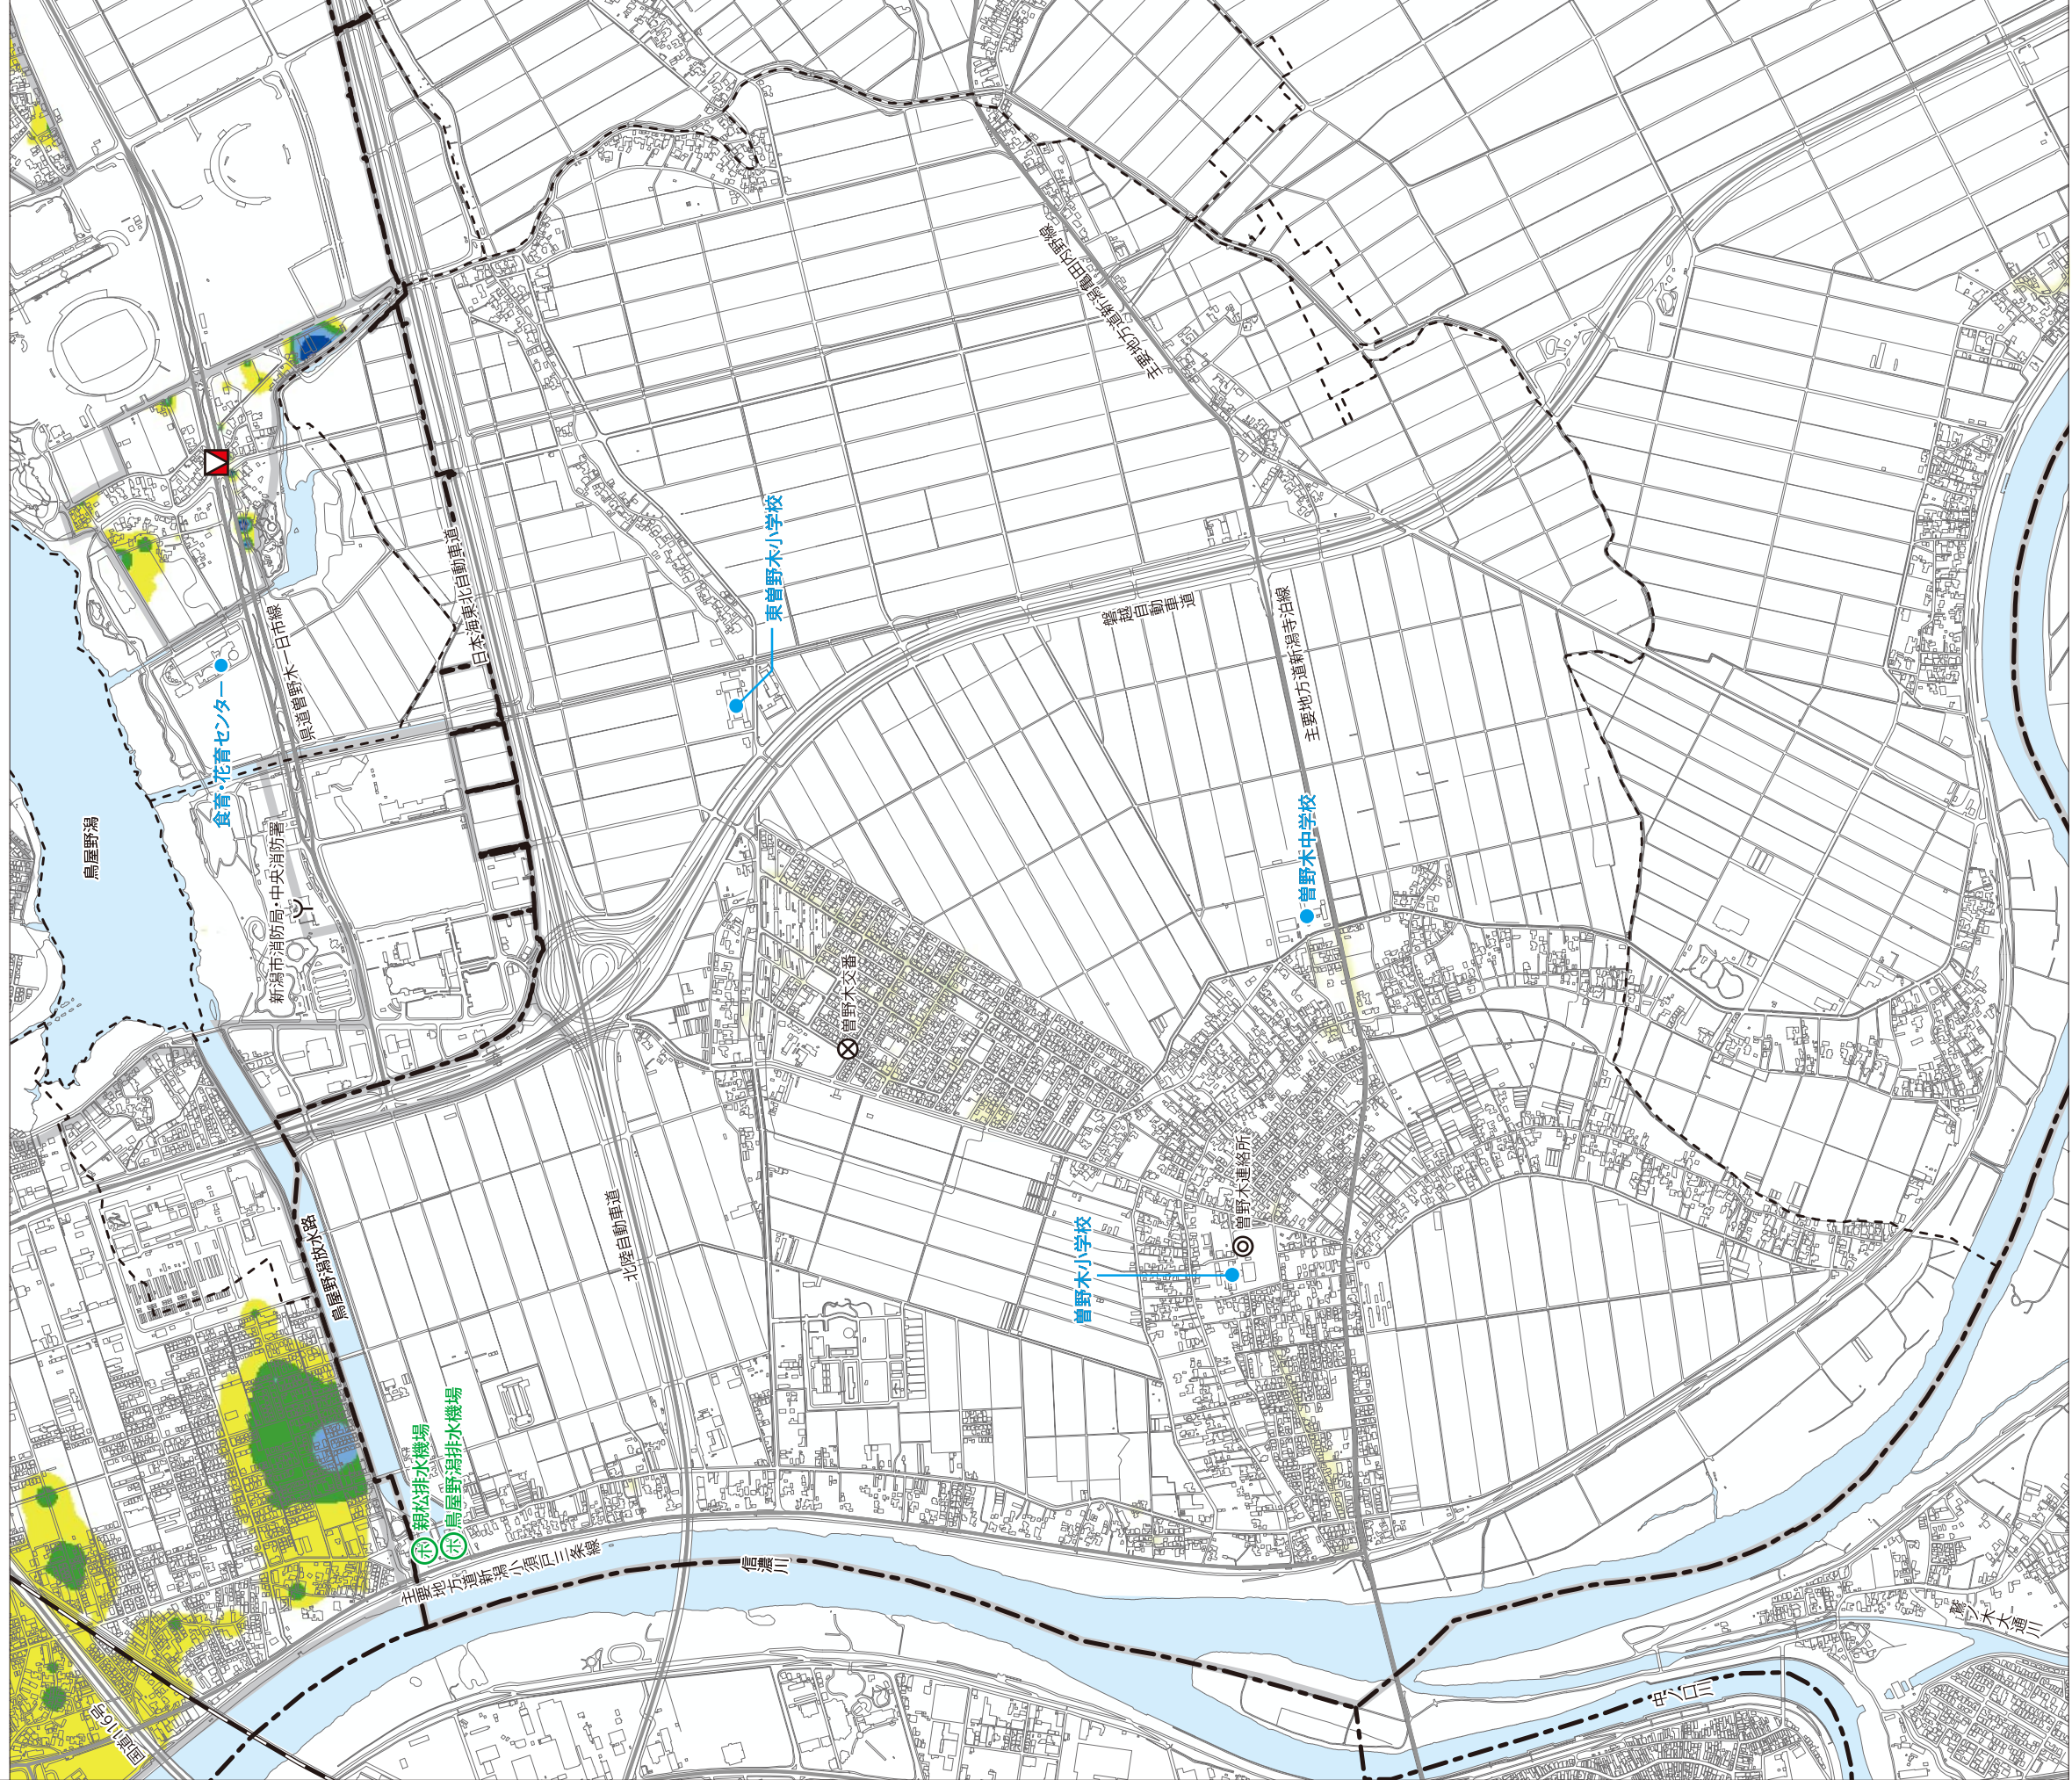 鳥屋野潟
食育・花育センター
県道曽野木一日市線
新潟市消防局・中央消防署
日本海東北自動車道
東曽野木小学校
主要地方道新潟亀田内野線
磐越自動車道
主要地方道新潟寺泊線
曽野木中学校
曽野木交番
曽野木連絡所
曽野木小学校
北陸自動車道
鳥屋野潟放水路
ポ 親松排水機場
ポ 鳥屋野潟排水機場
主要地方道新潟小須戸三条線
信濃川
国道116号
中ノ口川
鷲ノ木大通川